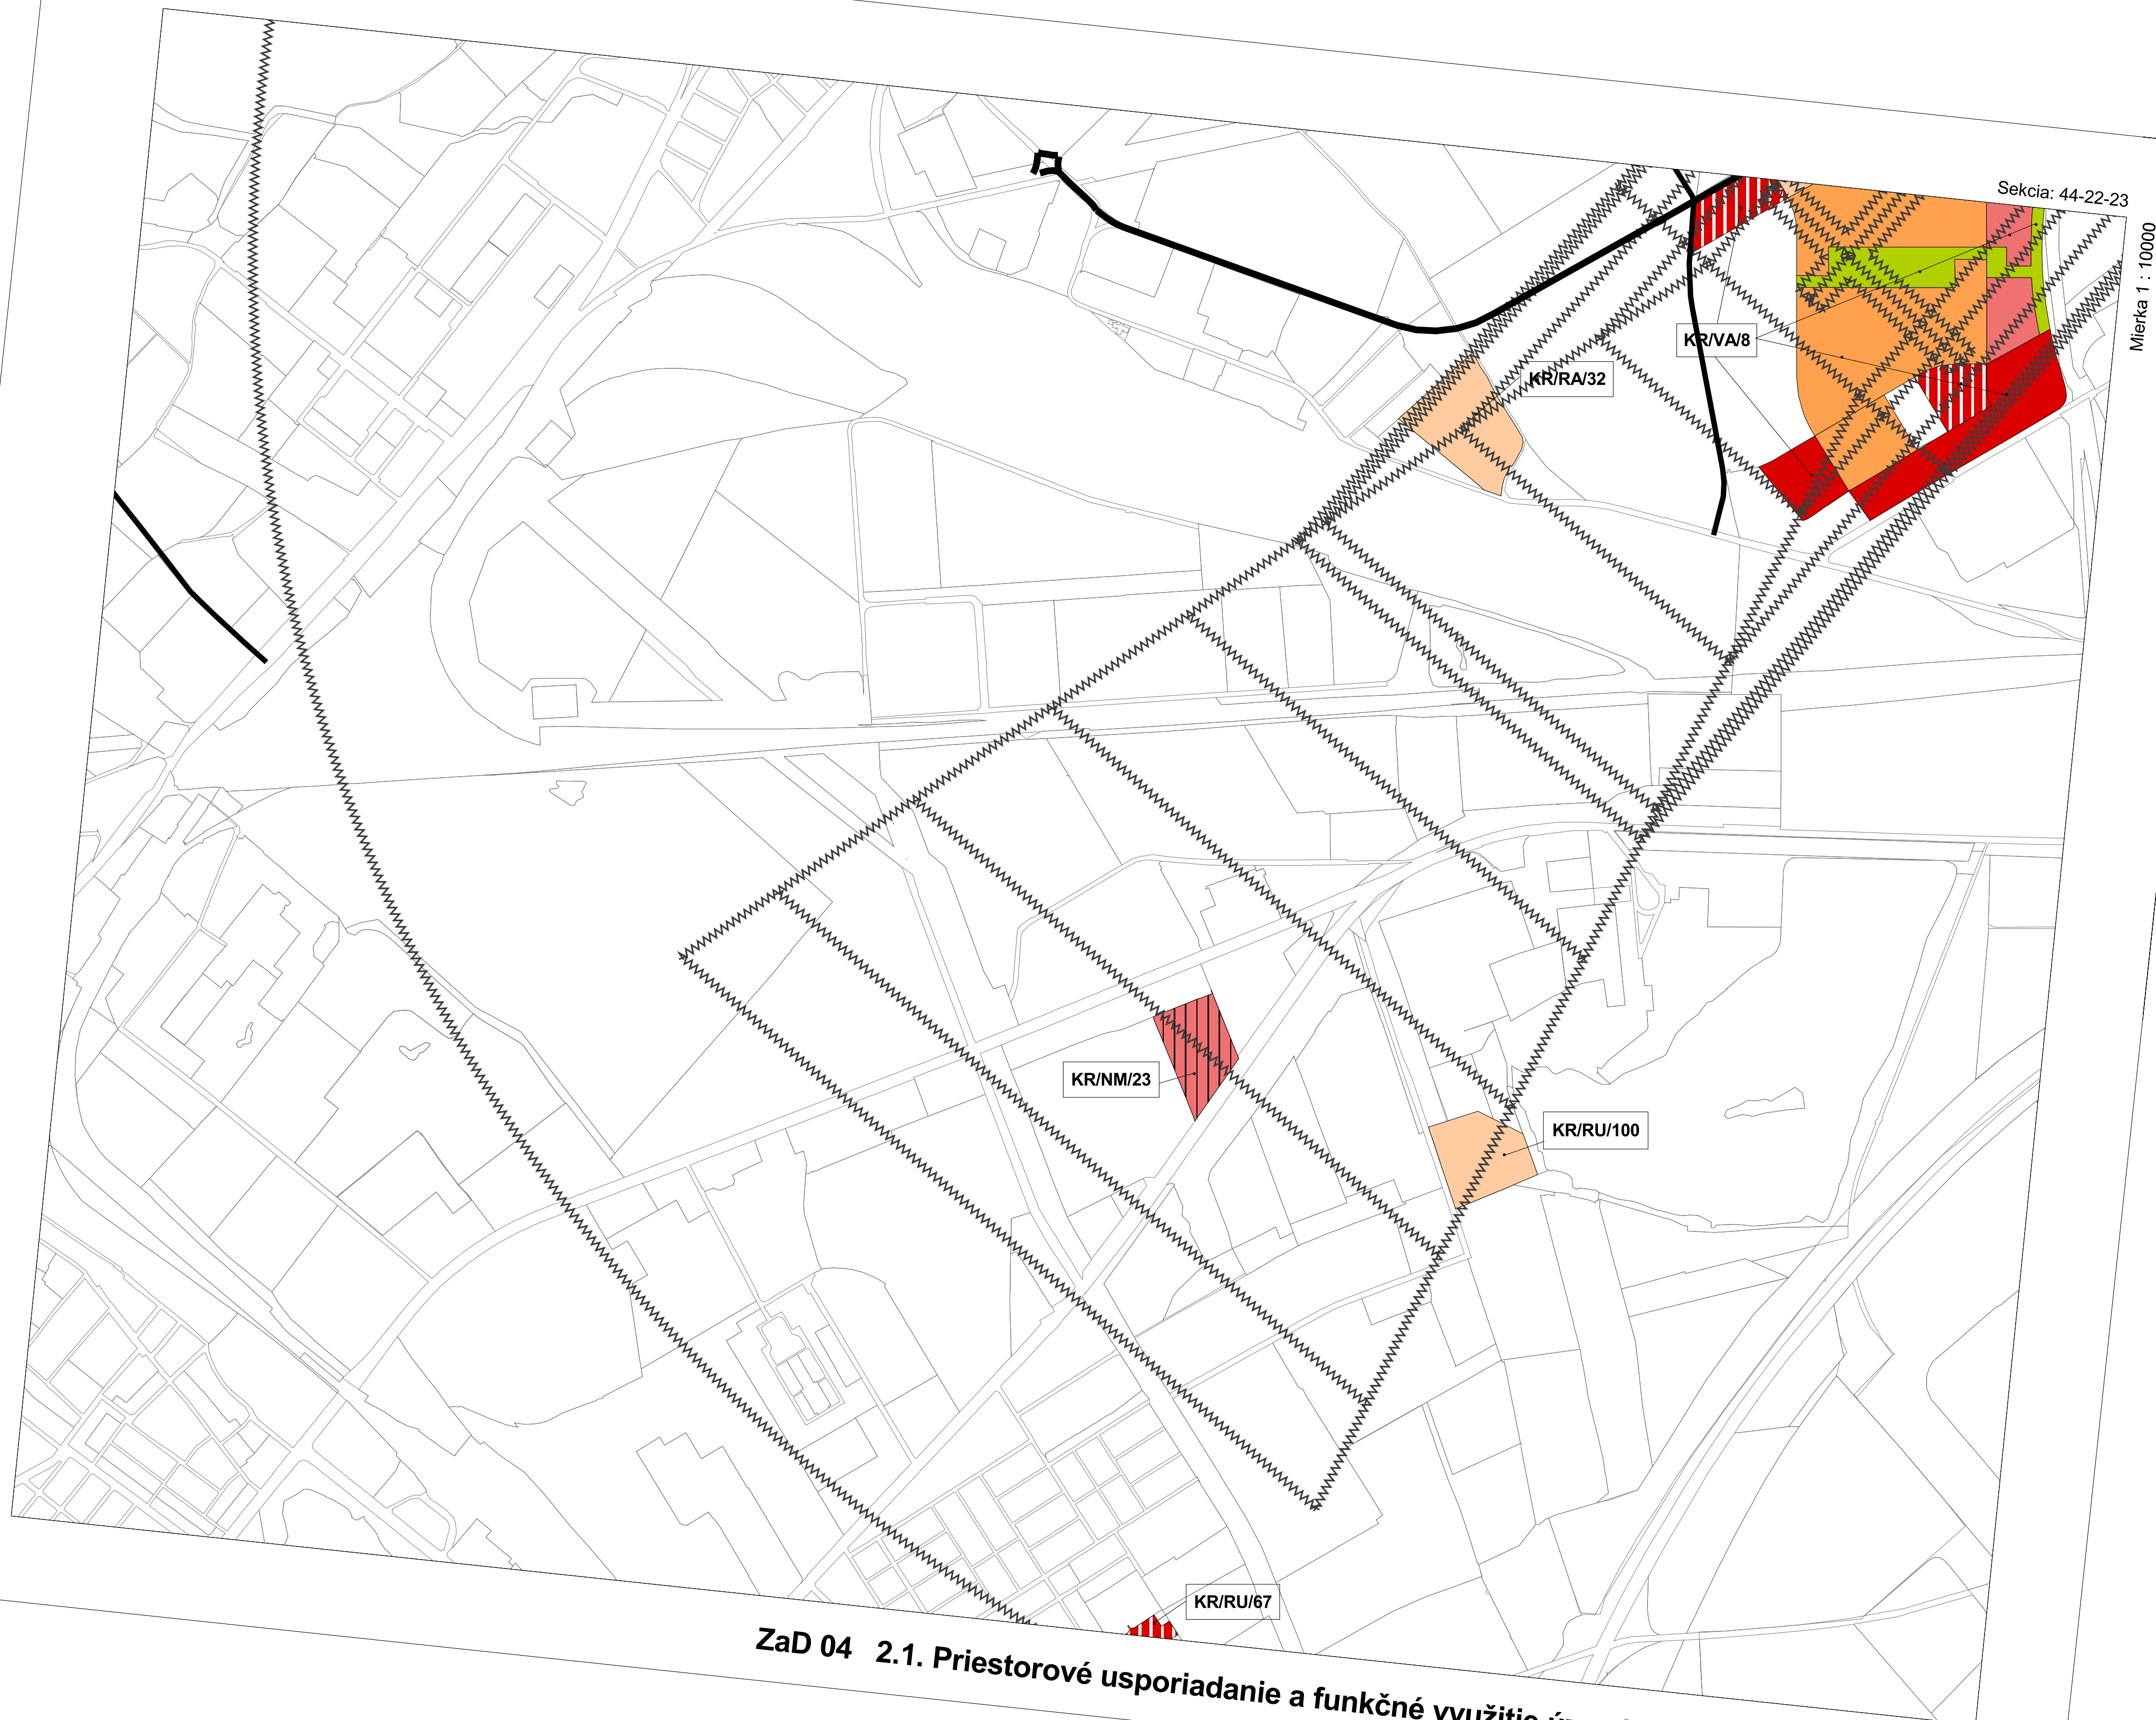 Sekcia: 44-22-23
Mierka 1 : 10000
KR/VA/8
KR/RA/32
KR/NM/23
KR/RU/100
KR/RU/67
ZaD 04 2.1. Priestorové usporiadanie a funkčné využitie